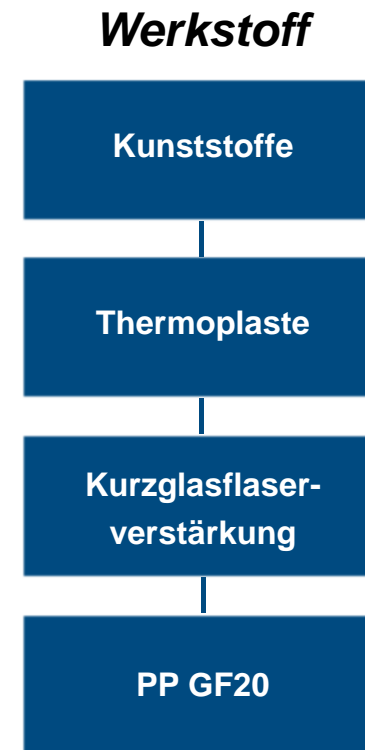 Werkstoff
Kunststoffe
Thermoplaste
Kurzglasflaser-
verstärkung
PP GF20